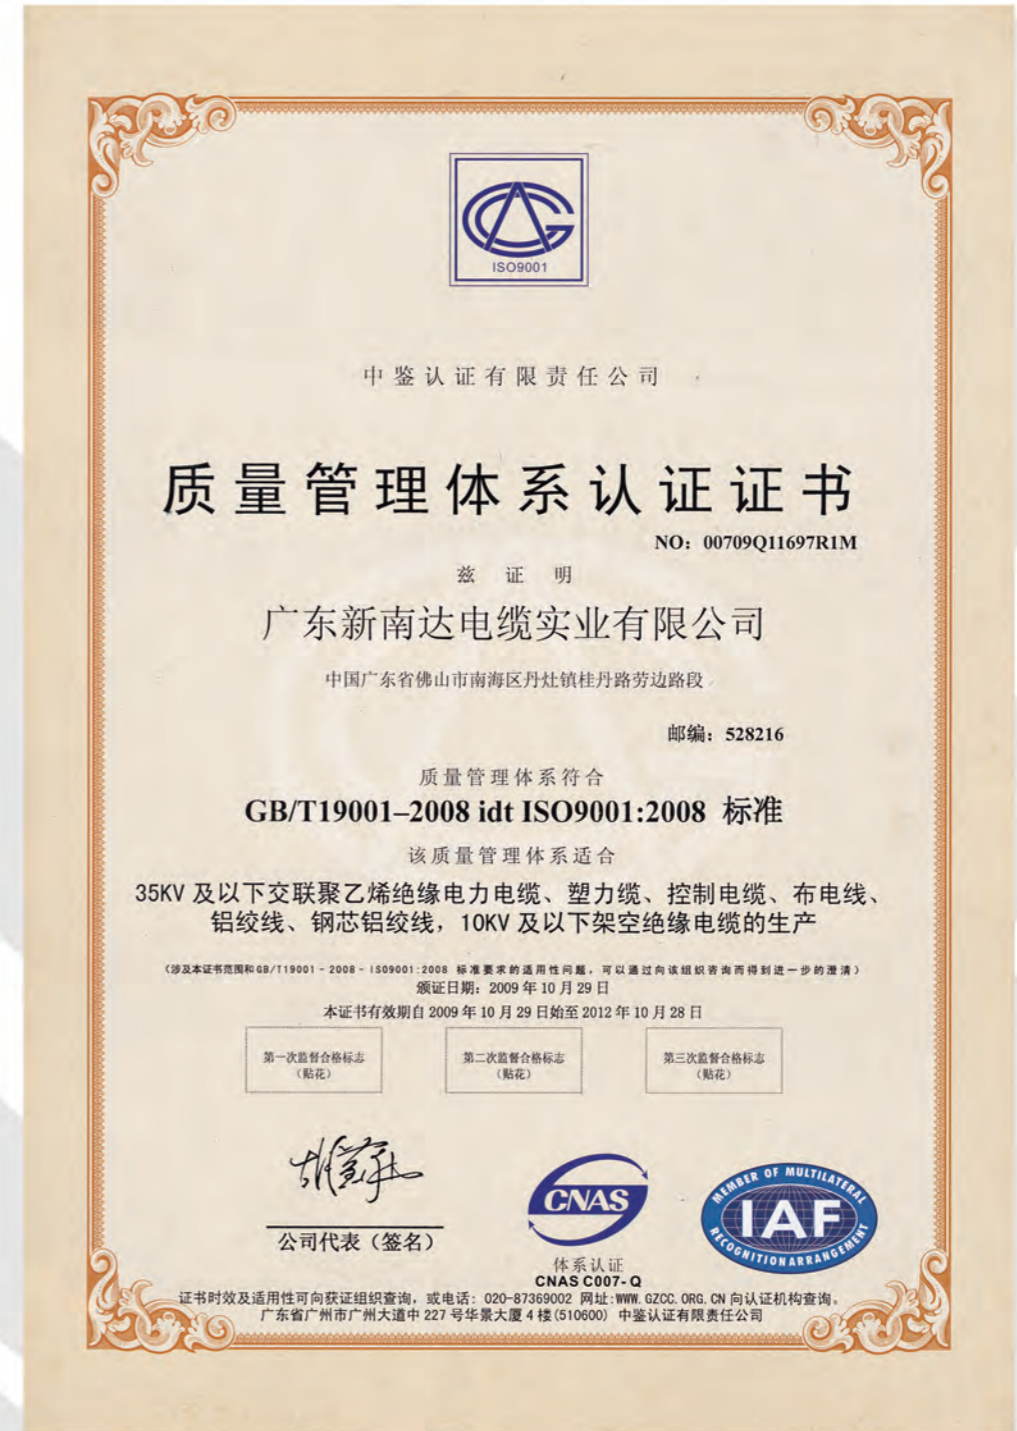 CAG
ISO9001
中鉴认证有限责任公司
质量管理体系认证证书
NO：00709Q11697R1M
兹 证 明
广东新南达电缆实业有限公司
中国广东省佛山市南海区丹灶镇桂丹路劳边路段
邮编：528216
质量管理体系符合
GB/T19001–2008 idt ISO9001:2008 标准
该质量管理体系适合
35KV 及以下交联聚乙烯绝缘电力电缆、塑力缆、控制电缆、布电线、
铝绞线、钢芯铝绞线，10KV 及以下架空绝缘电缆的生产
（涉及本证书范围和GB/T19001-2008-ISO9001:2008 标准要求的适用性问题，可以通过向该组织咨询而得到进一步的澄清）
颁证日期：2009 年 10 月 29 日
本证书有效期自 2009 年 10 月 29 日始至 2012 年 10 月 28 日
第一次监督合格标志
（贴花）
第二次监督合格标志
（贴花）
第三次监督合格标志
（贴花）
公司代表（签名）
CNAS
体系认证
CNAS C007-Q
MEMBER OF MULTILATERAL
IAF
RECOGNITION ARRANGEMENT
证书时效及适用性可向获证组织查询，或电话：020-87369002 网址:WWW.GZCC.ORG.CN 向认证机构查询。
广东省广州市广州大道中 227 号华景大厦 4 楼(510600) 中鉴认证有限责任公司